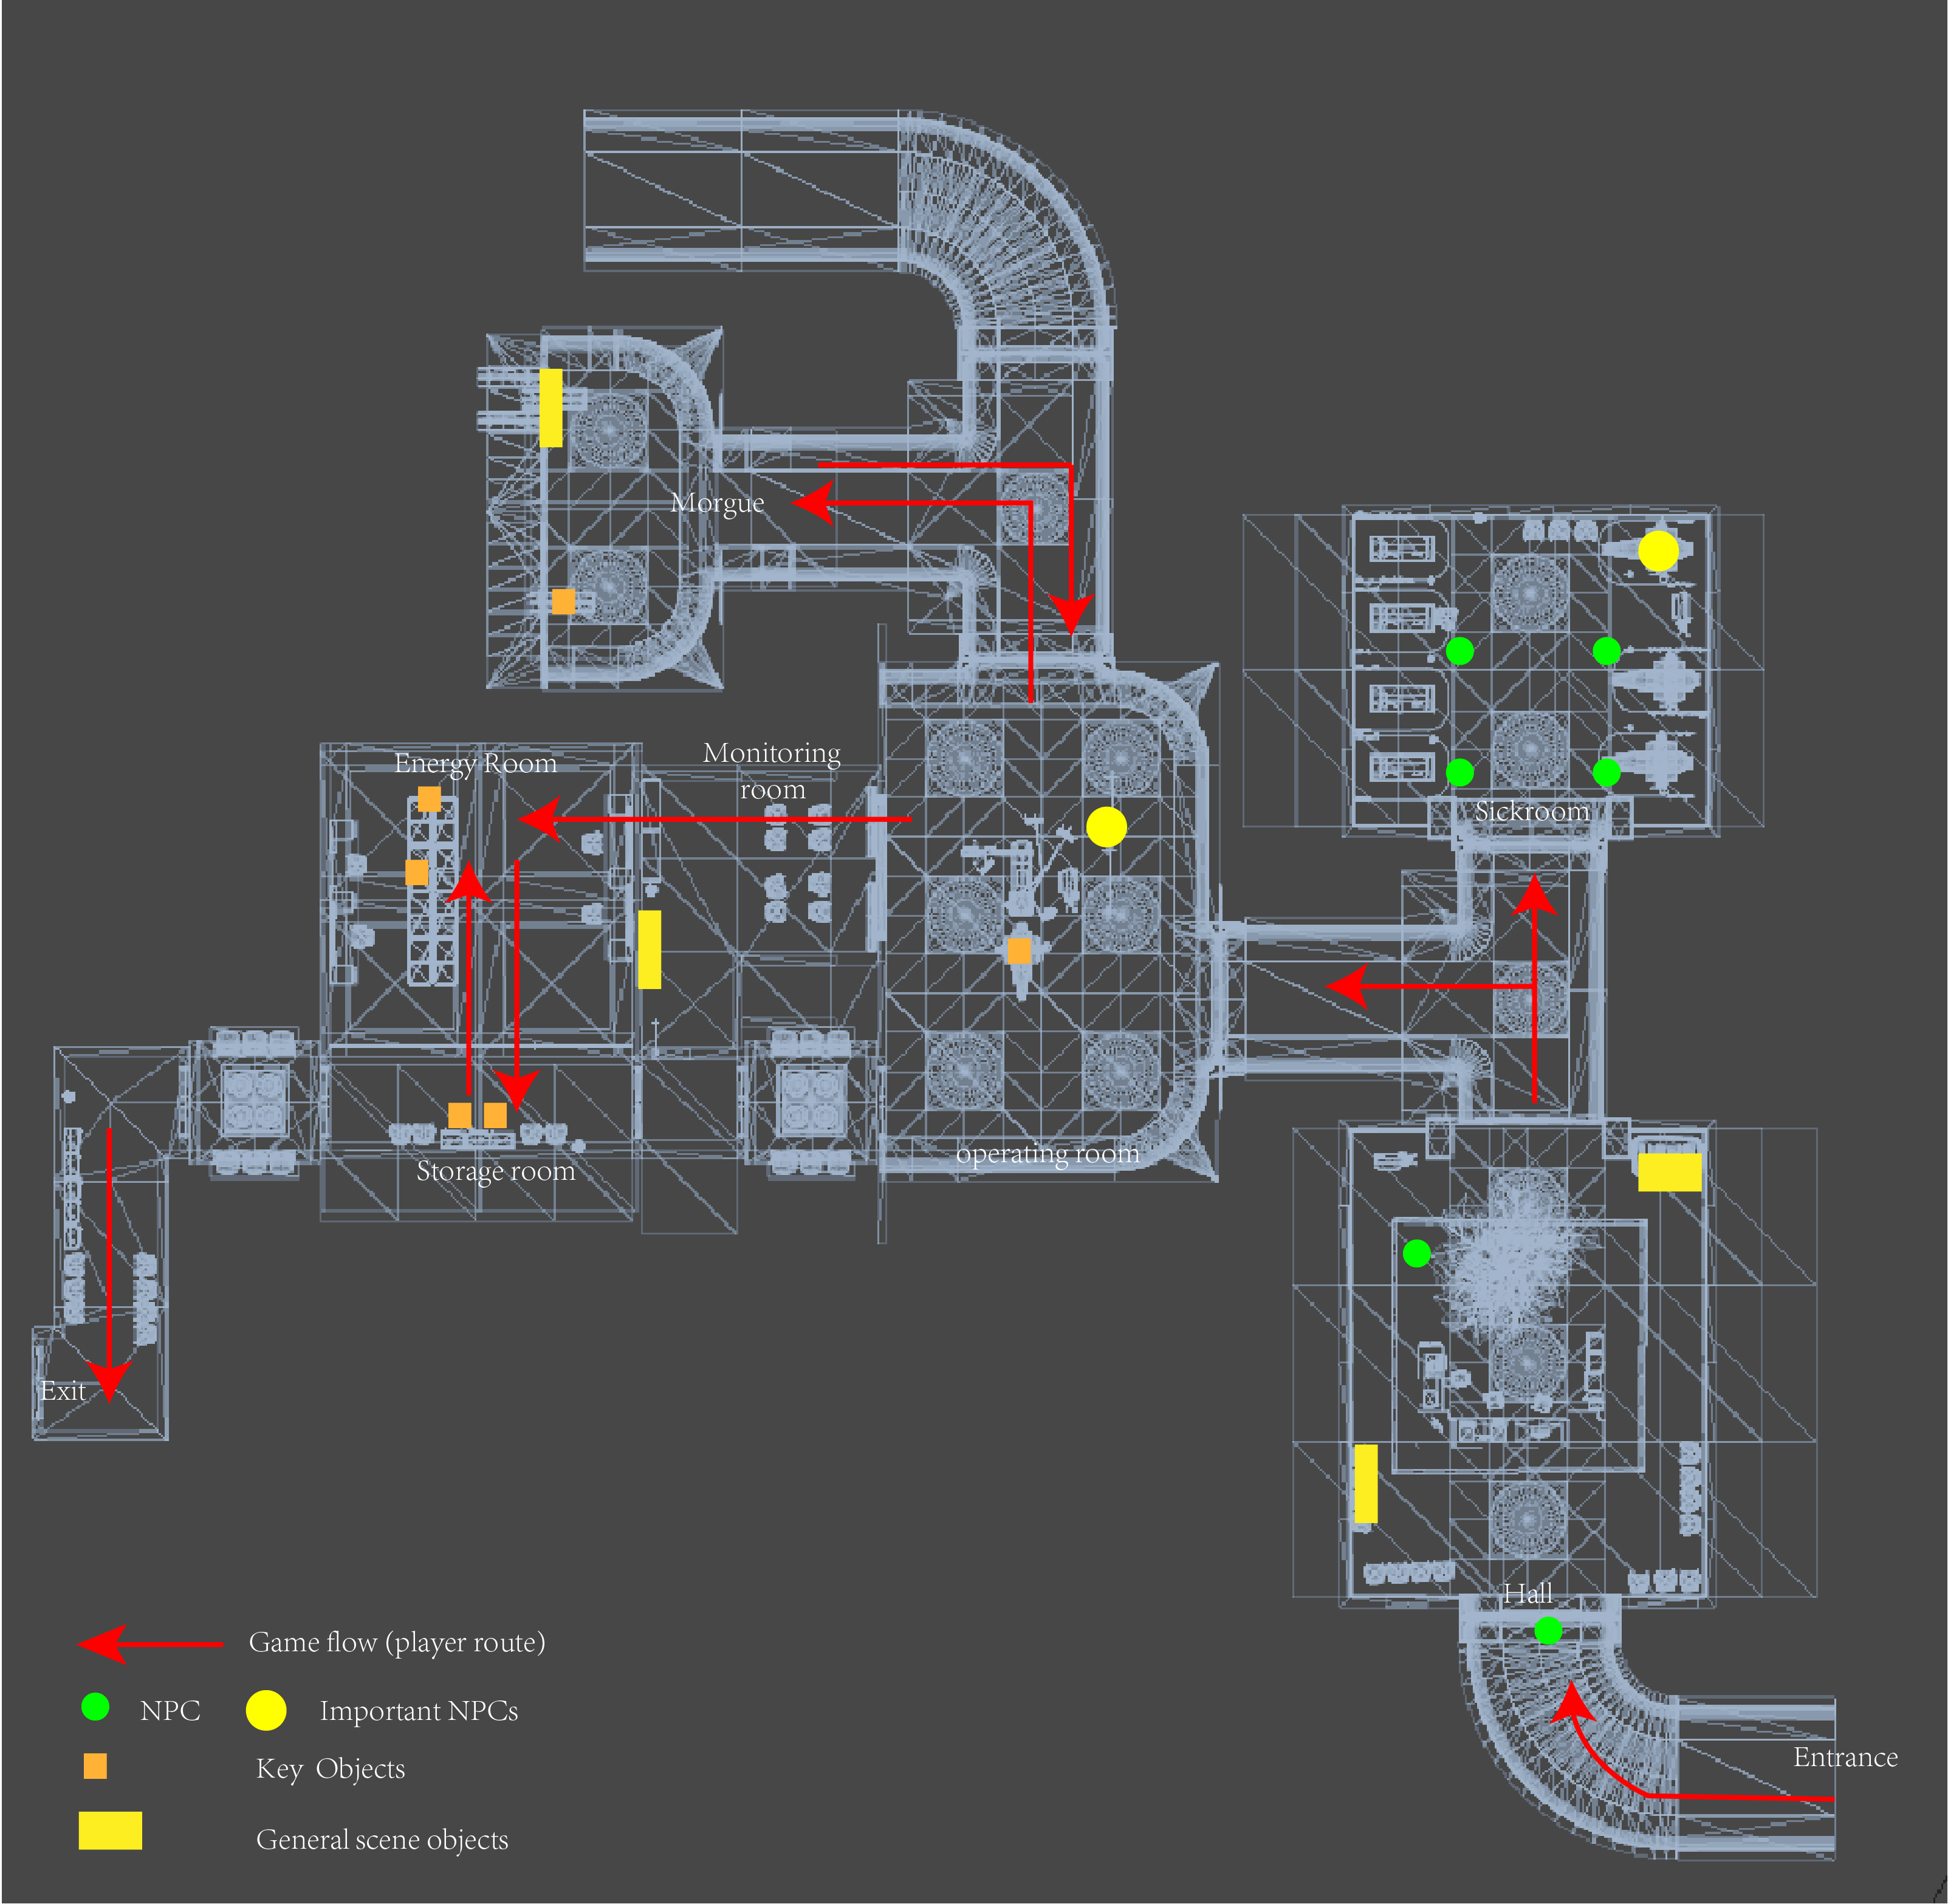 Morgue
Monitoring
room
Energy Room
Sickroom
operating room
Storage room
Exit
Hall
Entrance
Game flow (player route)
NPC Important NPCs
Key Objects
General scene objects